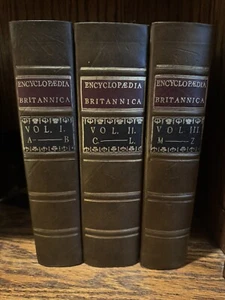 ENCYCLOPÆDIA
BRITANNICA
VOL. I.
A——B
ENCYCLOPÆDIA
BRITANNICA
VOL. II.
C——L.
ENCYCLOPÆDIA
BRITANNICA
VOL. III
M——Z.